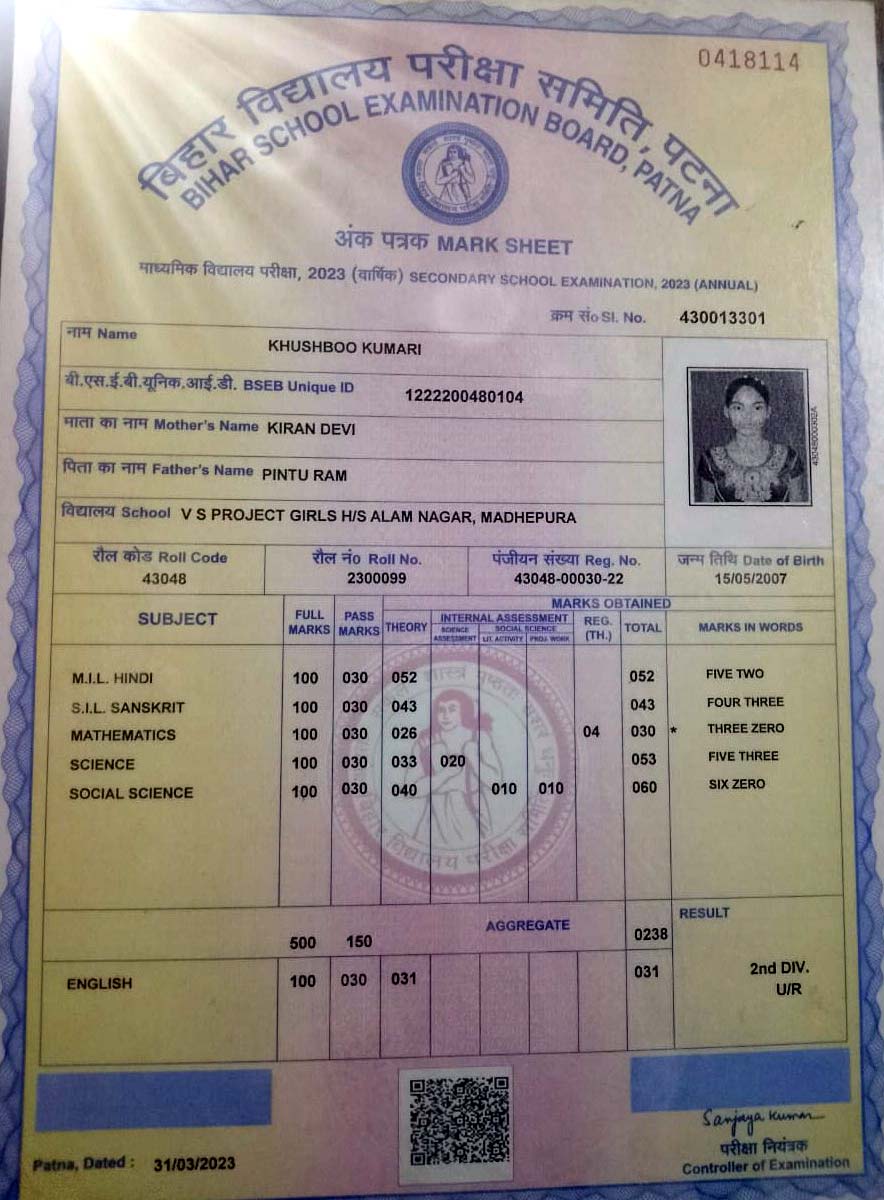 0418114
बिहार विद्यालय परीक्षा समिति, पटना
BIHAR SCHOOL EXAMINATION BOARD, PATNA
अंक पत्रक MARK SHEET
माध्यमिक विद्यालय परीक्षा, 2023 (वार्षिक) SECONDARY SCHOOL EXAMINATION, 2023 (ANNUAL)
क्रम सं० Sl. No. 430013301
नाम Name KHUSHBOO KUMARI
बी.एस.ई.बी.यूनिक.आई.डी. BSEB Unique ID 1222200480104
माता का नाम Mother's Name KIRAN DEVI
पिता का नाम Father's Name PINTU RAM
विद्यालय School V S PROJECT GIRLS H/S ALAM NAGAR, MADHEPURA
रौल कोड Roll Code रौल नं० Roll No. पंजीयन संख्या Reg. No. जन्म तिथि Date of Birth
43048 2300099 43048-00030-22 15/05/2007
SUBJECT FULL MARKS PASS MARKS MARKS OBTAINED
THEORY INTERNAL ASSESSMENT REG. (TH.) TOTAL MARKS IN WORDS
SCIENCE ASSESSMENT SOCIAL SCIENCE
LIT. ACTIVITY PROJ. WORK
M.I.L. HINDI 100 030 052 052 FIVE TWO
S.I.L. SANSKRIT 100 030 043 043 FOUR THREE
MATHEMATICS 100 030 026 04 030 * THREE ZERO
SCIENCE 100 030 033 020 053 FIVE THREE
SOCIAL SCIENCE 100 030 040 010 010 060 SIX ZERO
500 150 AGGREGATE 0238 RESULT
ENGLISH 100 030 031 031 2nd DIV.
U/R
Sanjaya Kumar
परीक्षा नियंत्रक
Patna, Dated : 31/03/2023 Controller of Examination